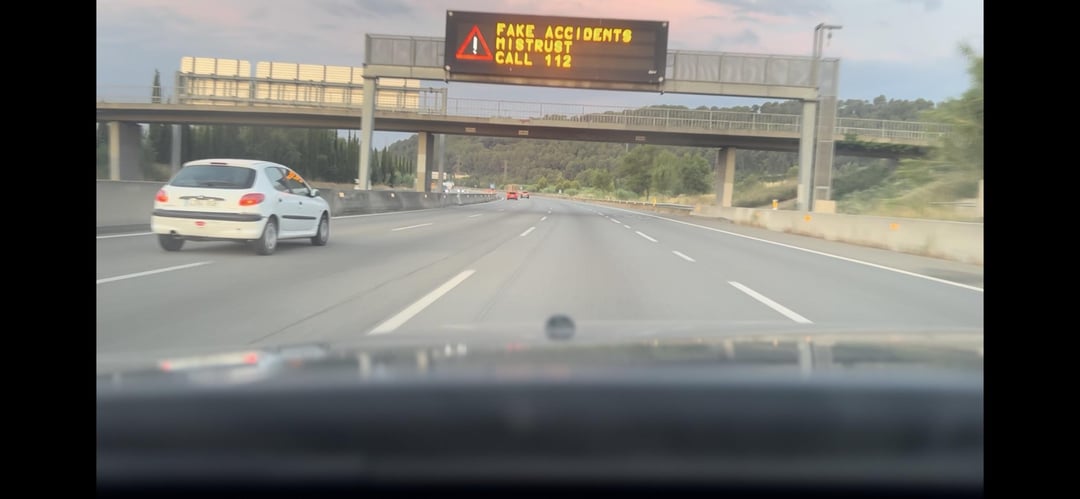 FAKE ACCIDENTS
MISTRUST
CALL 112